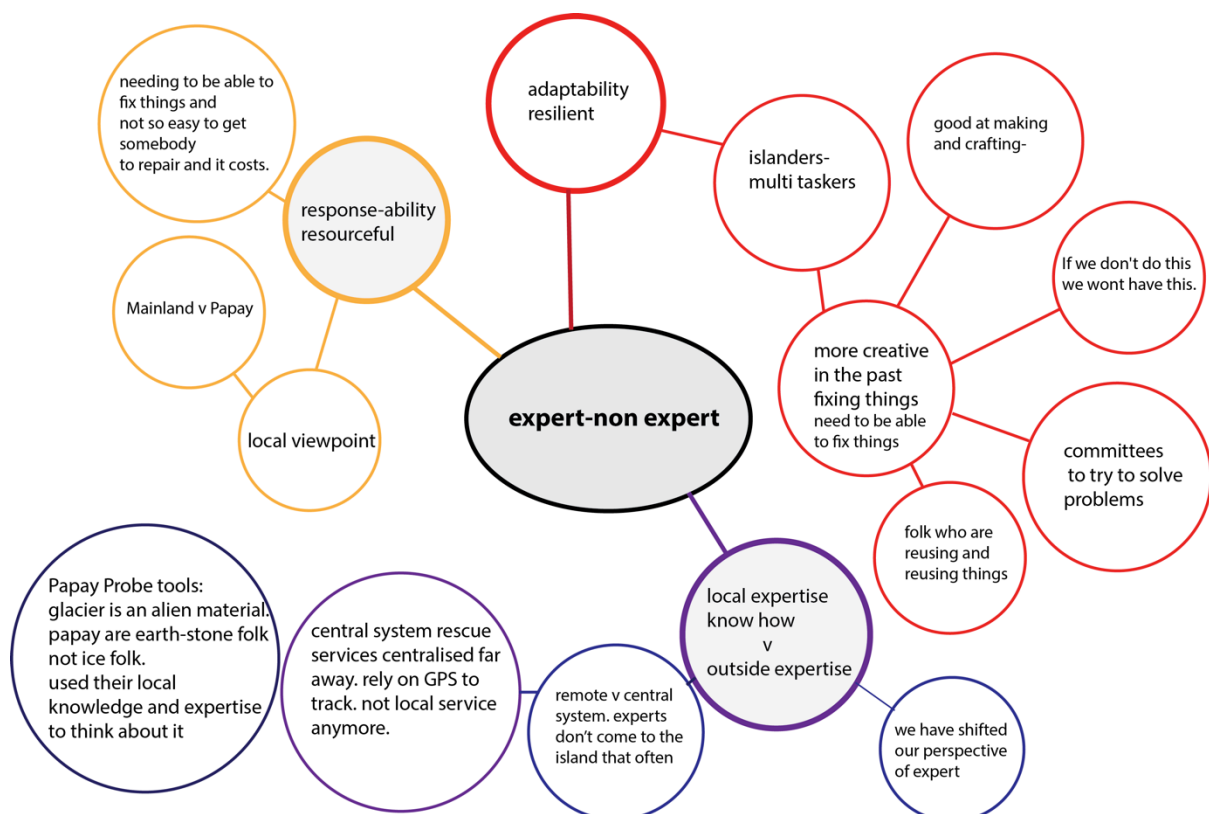 needing to be able to
fix things and
not so easy to get
somebody
to repair and it costs.
response-ability
resourceful
Mainland v Papay
local viewpoint
adaptability
resilient
islanders-
multi taskers
good at making
and crafting-
If we don't do this
we wont have this.
more creative
in the past
fixing things
need to be able
to fix things
committees
to try to solve
problems
folk who are
reusing and
reusing things
expert-non expert
local expertise
know how
v
outside expertise
we have shifted
our perspective
of expert
remote v central
system. experts
don't come to the
island that often
central system rescue
services centralised far
away. rely on GPS to
track. not local service
anymore.
Papay Probe tools:
glacier is an alien material.
papay are earth-stone folk
not ice folk.
used their local
knowledge and expertise
to think about it